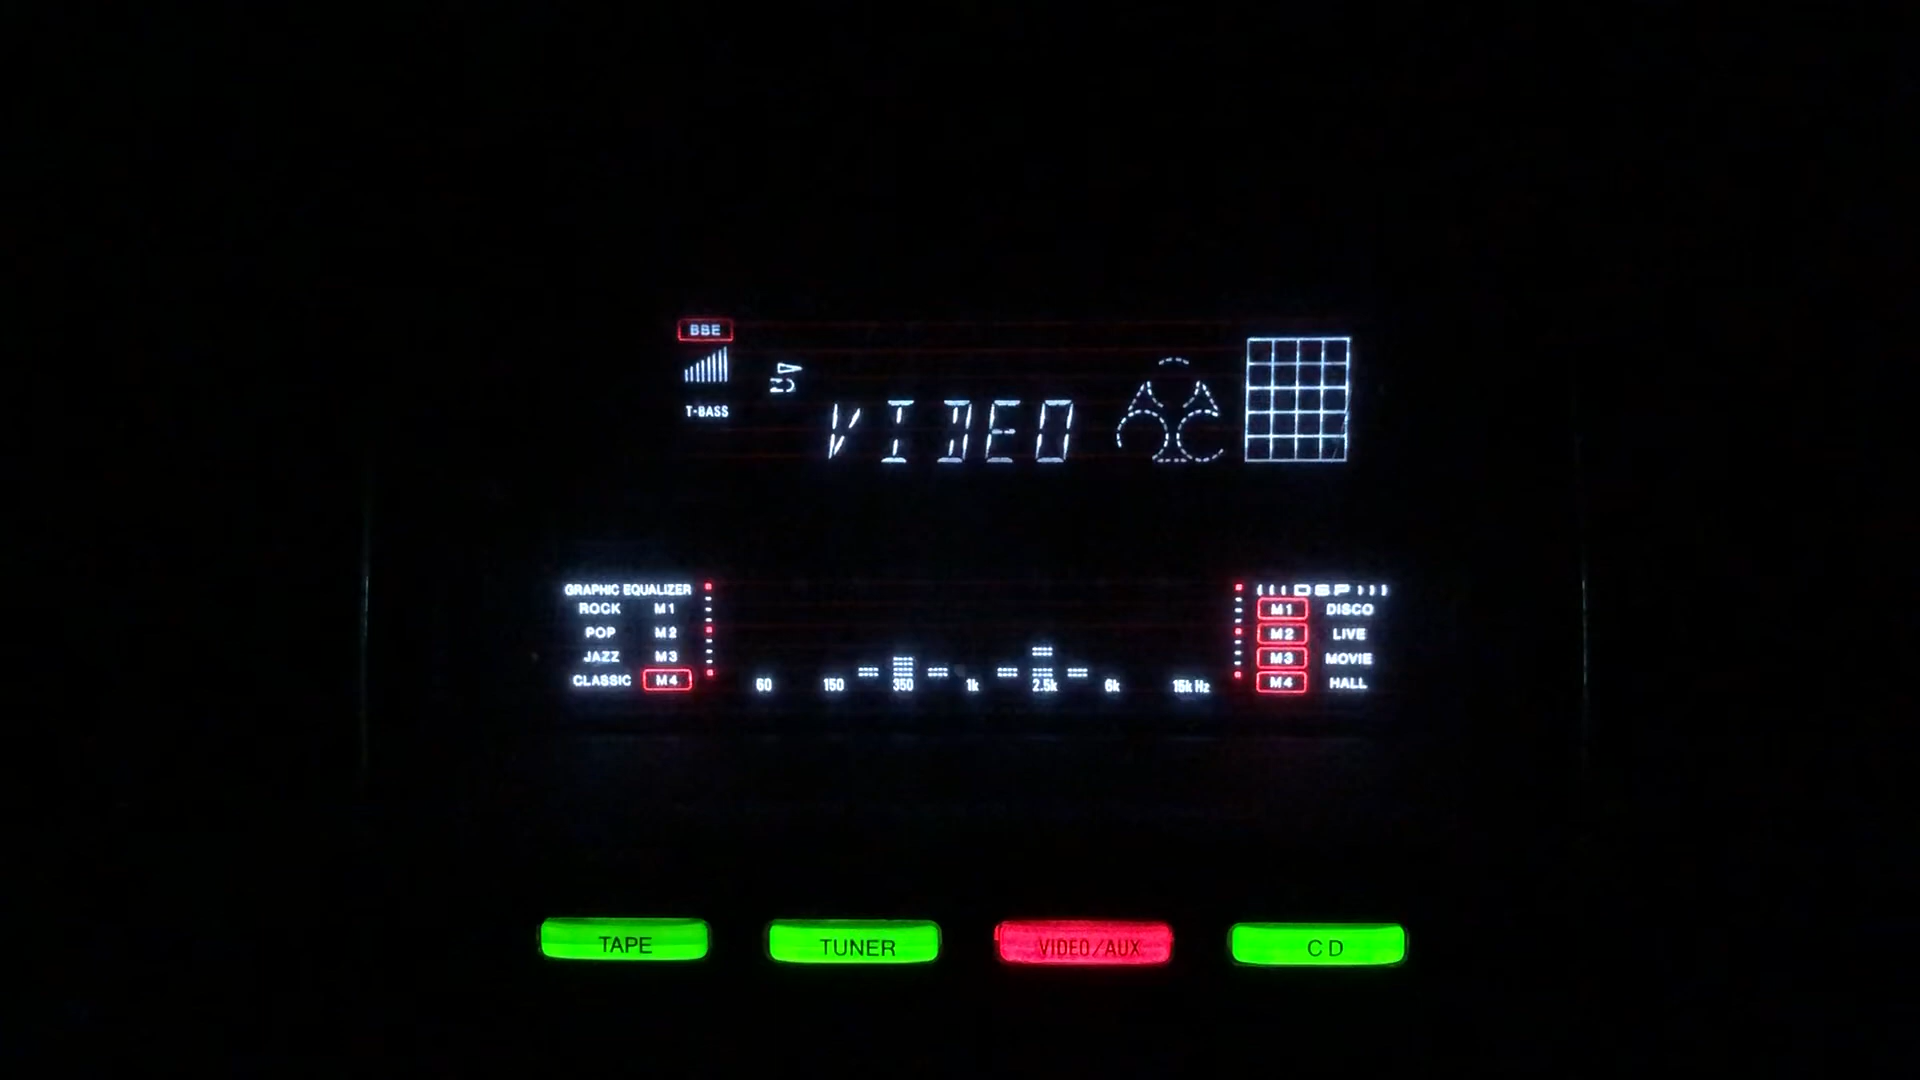 BBE
T-BASS
VIDEO
GRAPHIC EQUALIZER
ROCK M1
POP M2
JAZZ M3
CLASSIC M4
60 150 350 1k 2.5k 6k 15k Hz
DSP
M1 DISCO
M2 LIVE
M3 MOVIE
M4 HALL
TAPE TUNER VIDEO/AUX CD